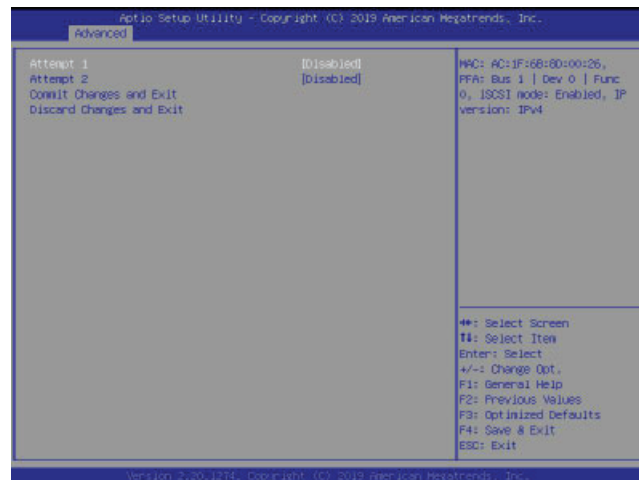 Aptio Setup Utility - Copyright (C) 2019 American Megatrends, Inc.
Advanced
Attempt 1 [Disabled]
Attempt 2 [Disabled]
Commit Changes and Exit
Discard Changes and Exit
MAC: AC:1F:6B:8D:00:26,
PFA: Bus 1 | Dev 0 | Func
0, iSCSI mode: Enabled, IP
version: IPv4
→←: Select Screen
↑↓: Select Item
Enter: Select
+/-: Change Opt.
F1: General Help
F2: Previous Values
F3: Optimized Defaults
F4: Save & Exit
ESC: Exit
Version 2.20.1274. Copyright (C) 2019 American Megatrends, Inc.